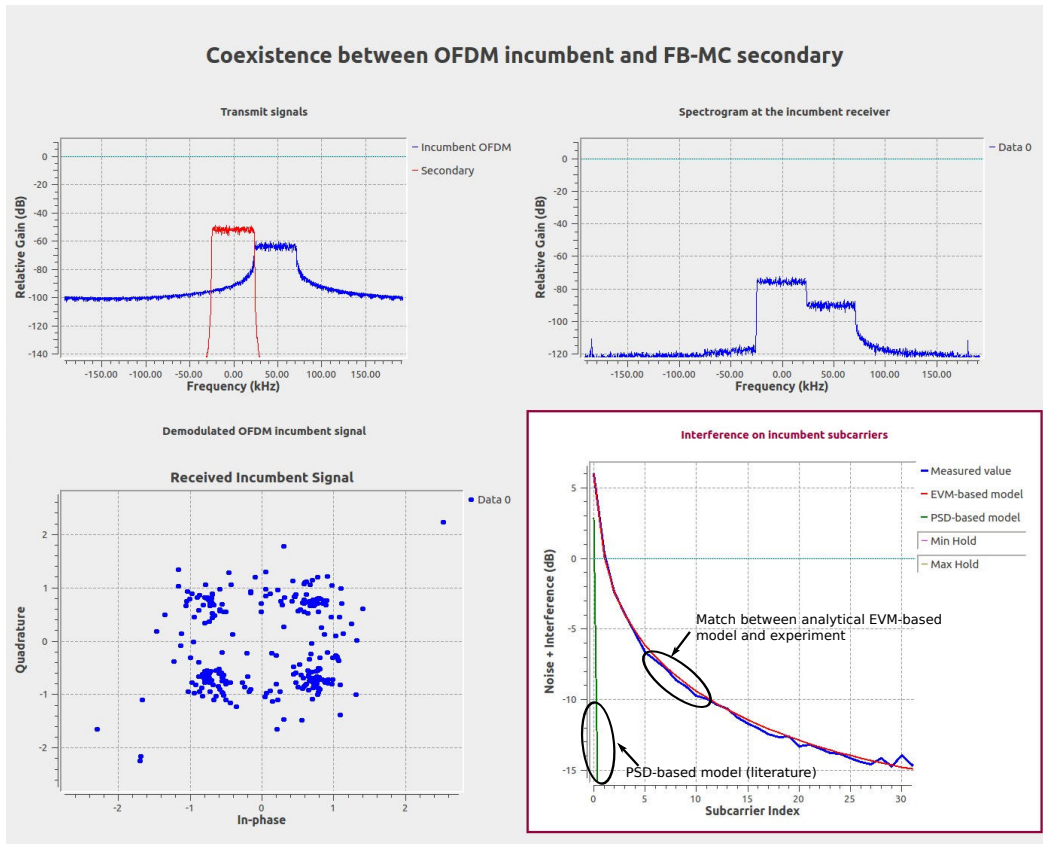 Coexistence between OFDM incumbent and FB-MC secondary
Transmit signals
Relative Gain (dB)
0
-20
-40
-60
-80
-100
-120
-140
-150.00
-100.00
-50.00
0.00
50.00
100.00
150.00
Frequency (kHz)
Incumbent OFDM
Secondary
Spectrogram at the incumbent receiver
Relative Gain (dB)
0
-20
-40
-60
-80
-100
-120
-150.00
-100.00
-50.00
0.00
50.00
100.00
150.00
Frequency (kHz)
Data 0
Demodulated OFDM incumbent signal
Received Incumbent Signal
Quadrature
2
1
0
-1
-2
-2
-1
0
1
2
In-phase
Data 0
Interference on incumbent subcarriers
Noise + Interference (dB)
5
0
-5
-10
-15
0
5
10
15
20
25
30
Subcarrier Index
Measured value
EVM-based model
PSD-based model
Min Hold
Max Hold
Match between analytical EVM-based
model and experiment
PSD-based model (literature)